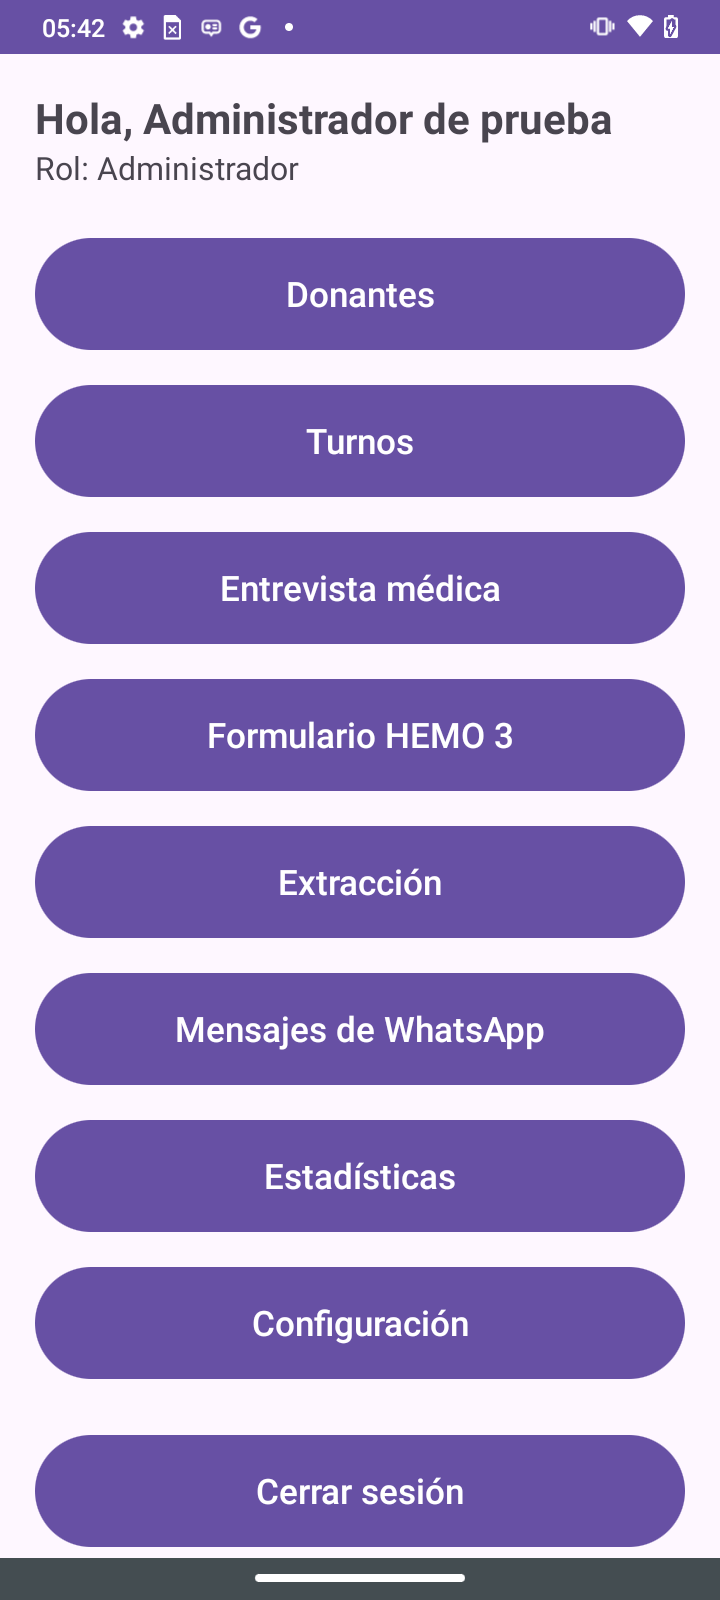 05:42
Hola, Administrador de prueba
Rol: Administrador
Donantes
Turnos
Entrevista médica
Formulario HEMO 3
Extracción
Mensajes de WhatsApp
Estadísticas
Configuración
Cerrar sesión